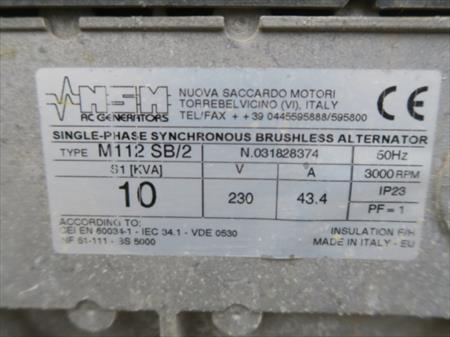 NSM
AC GENERATORS
NUOVA SACCARDO MOTORI
TORREBELVICINO (VI), ITALY
TEL/FAX ++39 0445595888/595800
CE
SINGLE-PHASE SYNCHRONOUS BRUSHLESS ALTERNATOR
TYPE M112 SB/2 N.031828374 50Hz
S1 [KVA] V A 3000 RPM
10 230 43.4 IP23
PF = 1
ACCORDING TO:
CEI EN 60034-1 - IEC 34.1 - VDE 0530
NF 51-111 - BS 5000
INSULATION F/H
MADE IN ITALY - EU